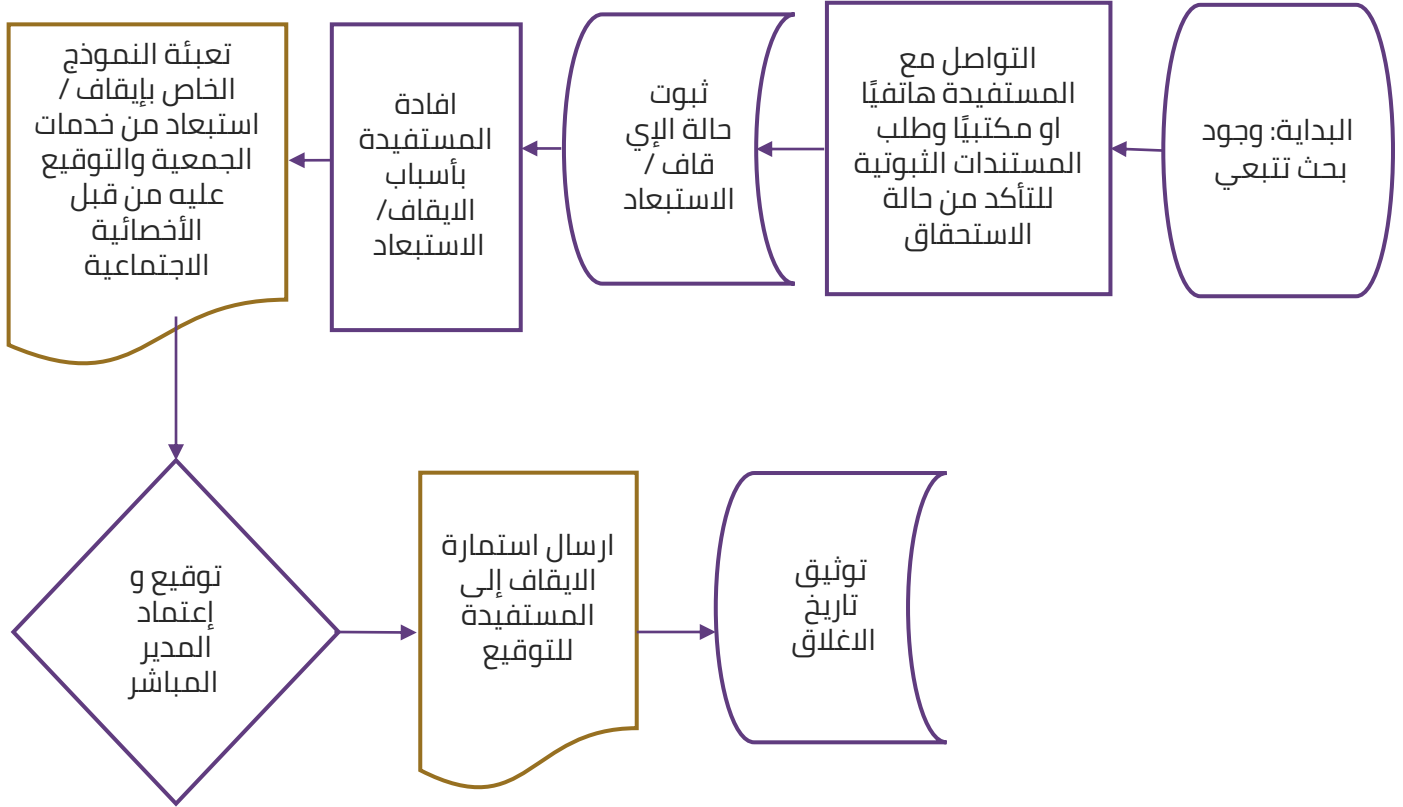 البداية: وجود
بحث تتبعي
التواصل مع
المستفيدة هاتفيًا
او مكتبيًا وطلب
المستندات الثبوتية
للتأكد من حالة
الاستحقاق
ثبوت
حالة الإي
قاف /
الاستبعاد
افادة
المستفيدة
بأسباب
الايقاف/
الاستبعاد
تعبئة النموذج
الخاص بإيقاف /
استبعاد من خدمات
الجمعية والتوقيع
عليه من قبل
الأخصائية
الاجتماعية
توقيع و
إعتماد
المدير
المباشر
ارسال استمارة
الايقاف إلى
المستفيدة
للتوقيع
توثيق
تاريخ
الاغلاق